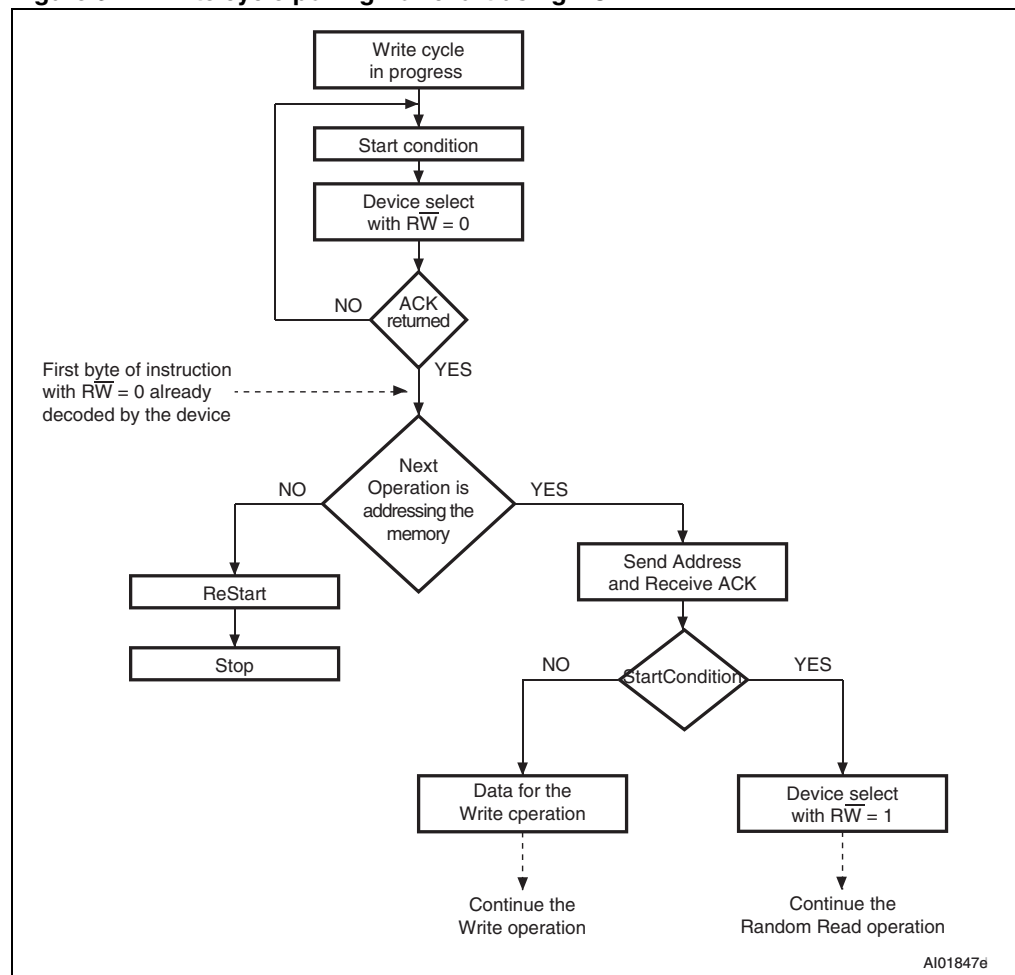 Write cycle
in progress
Start condition
Device select
with RW = 0
NO
ACK
returned
YES
First byte of instruction
with RW = 0 already
decoded by the device
Next
Operation is
addressing the
memory
NO
YES
ReStart
Stop
Send Address
and Receive ACK
StartCondition
NO
YES
Data for the
Write cperation
Device select
with RW = 1
Continue the
Write operation
Continue the
Random Read operation
AI01847e